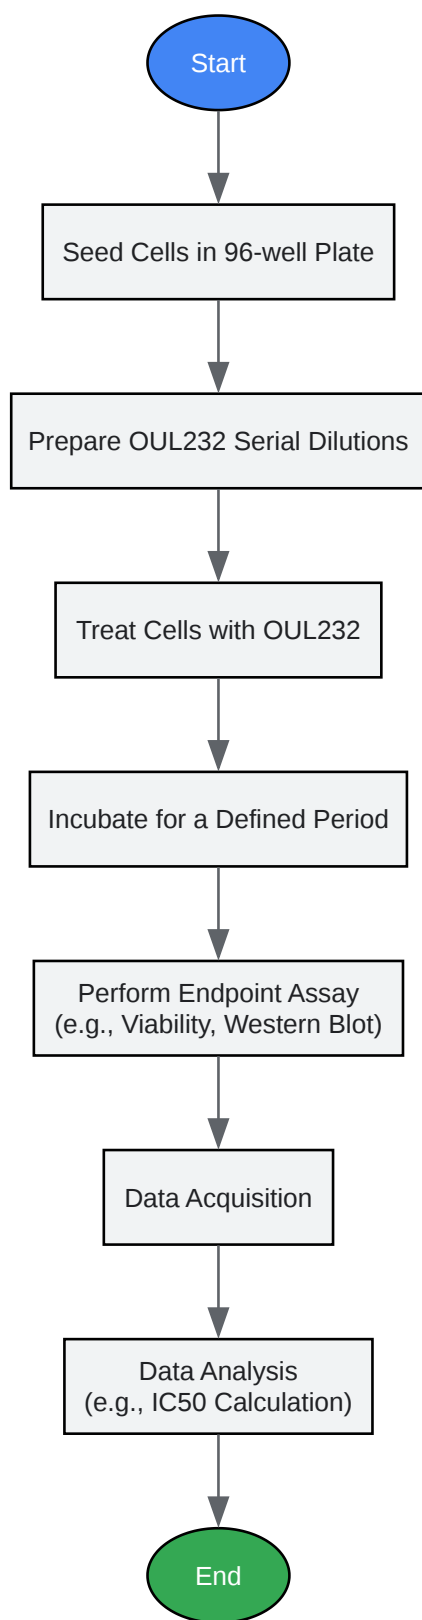 Start
Seed Cells in 96-well Plate
Prepare OUL232 Serial Dilutions
Treat Cells with OUL232
Incubate for a Defined Period
Perform Endpoint Assay
(e.g., Viability, Western Blot)
Data Acquisition
Data Analysis
(e.g., IC50 Calculation)
End